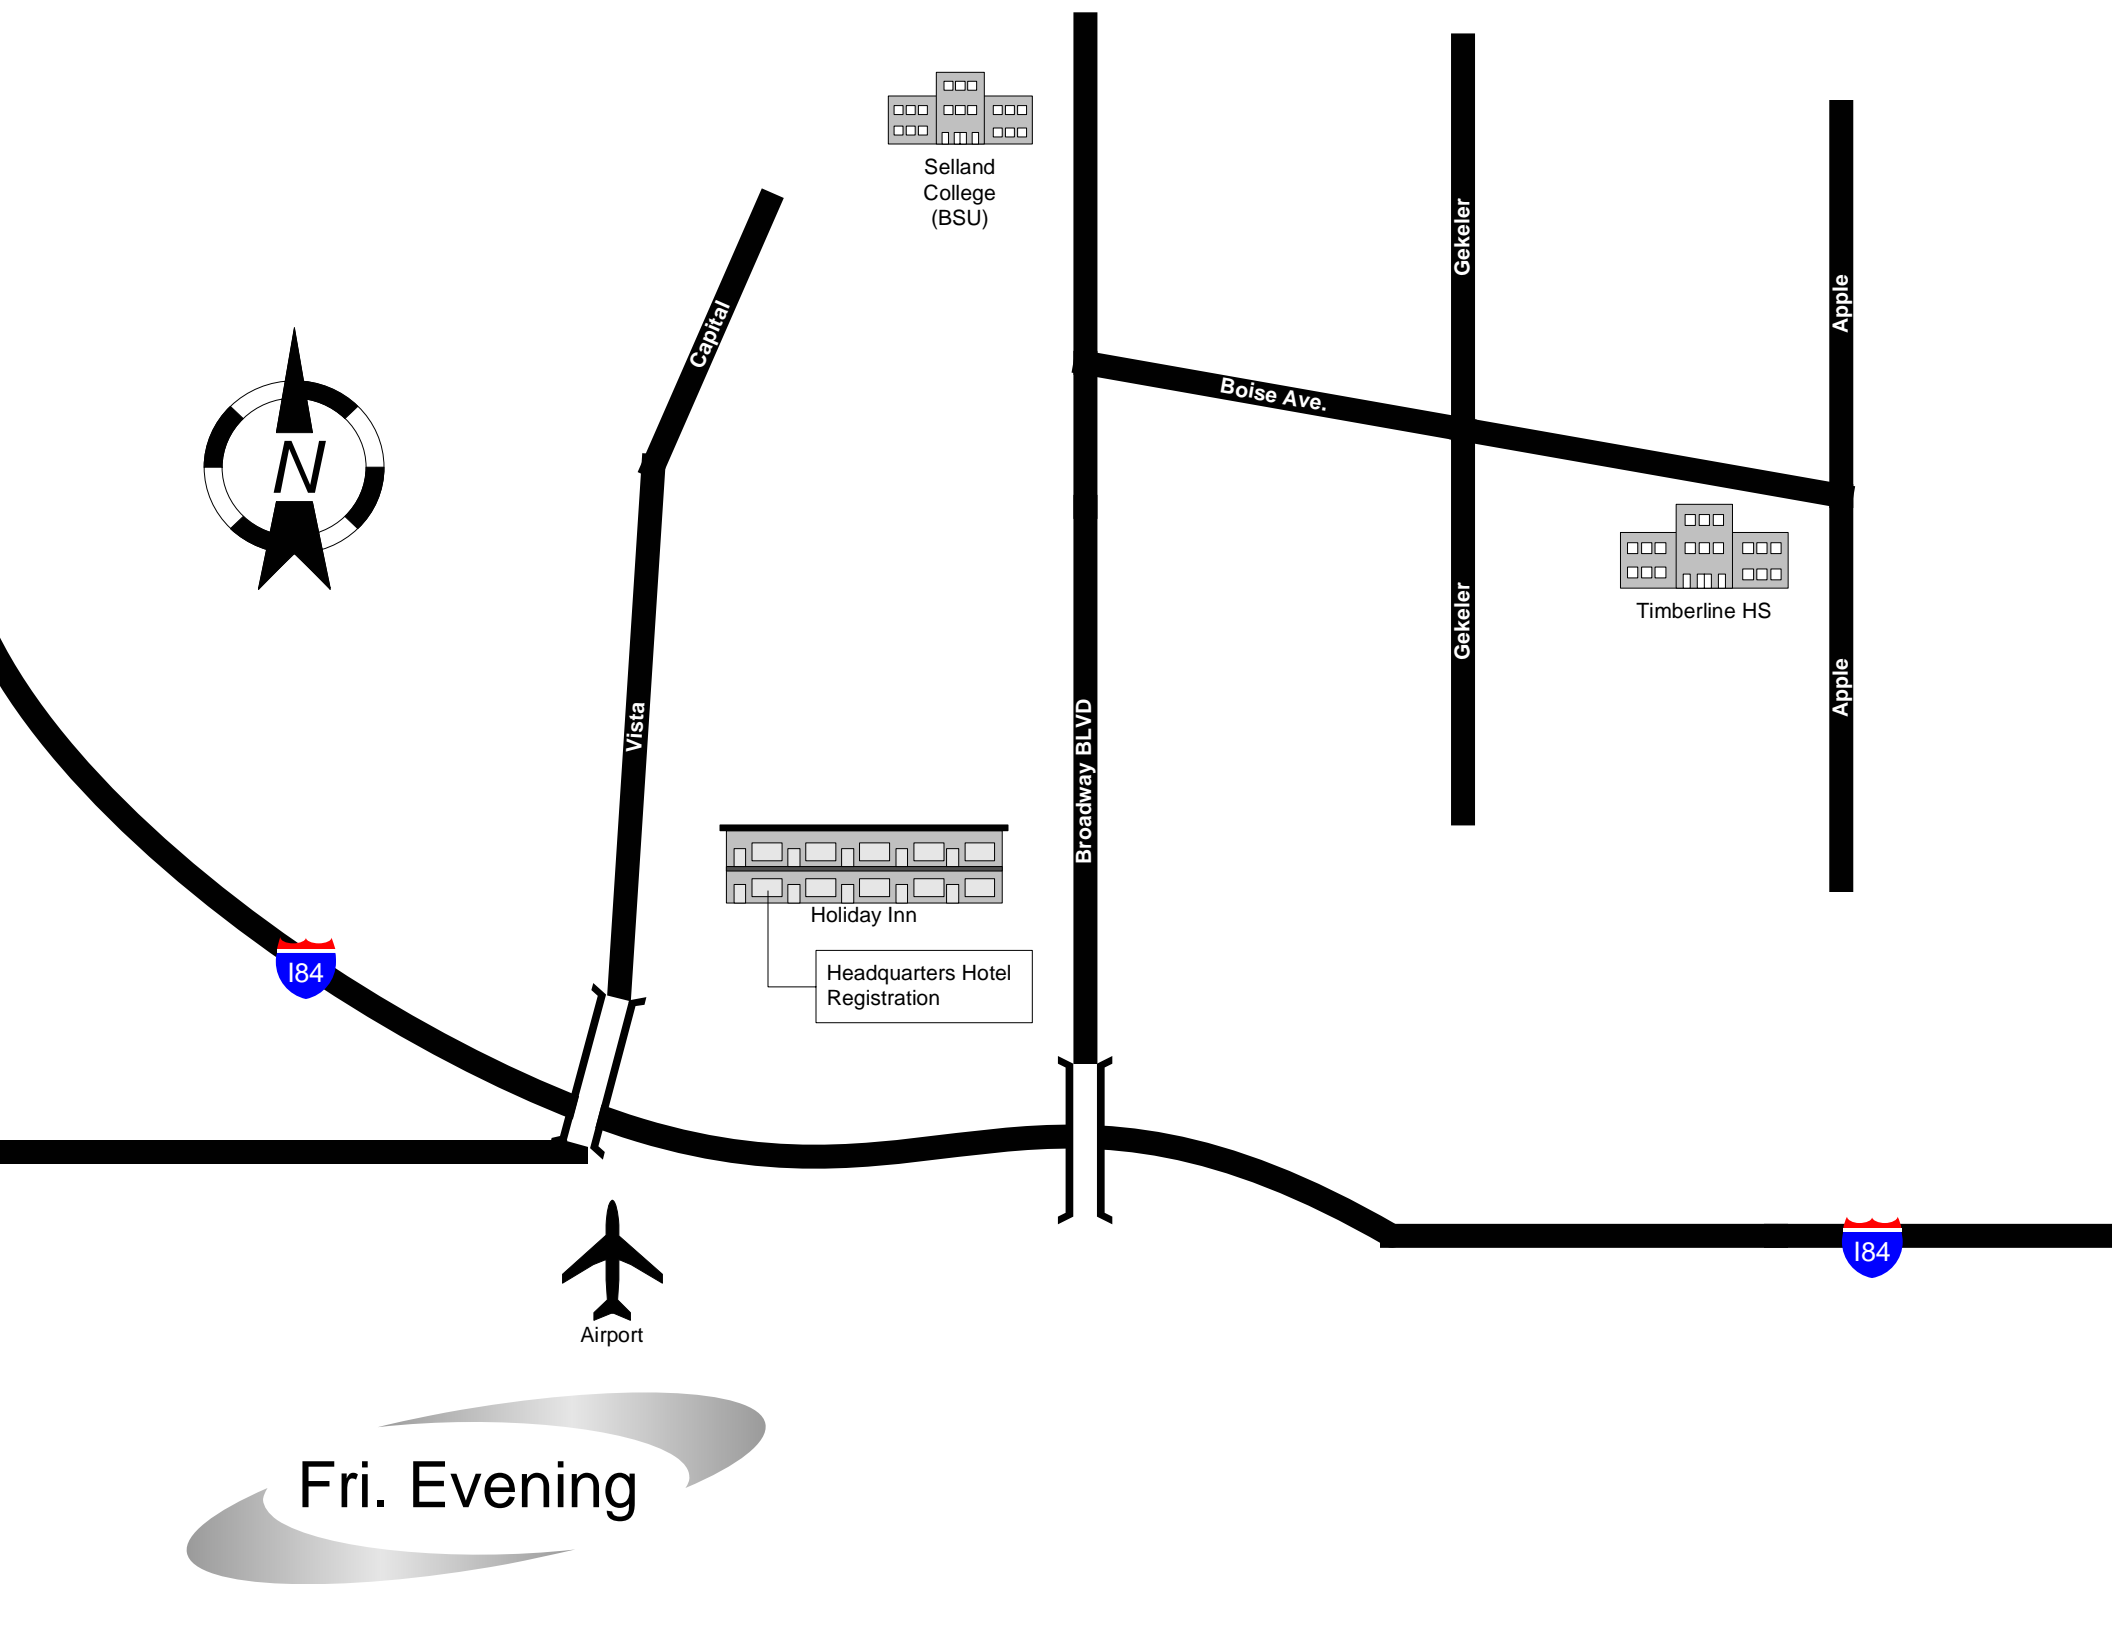 Selland
College
(BSU)
Gekeler
Apple
Capital
Boise Ave.
N
Gekeler
Timberline HS
Apple
Vista
Broadway BLVD
Holiday Inn
Headquarters Hotel
Registration
I84
I84
Airport
Fri. Evening